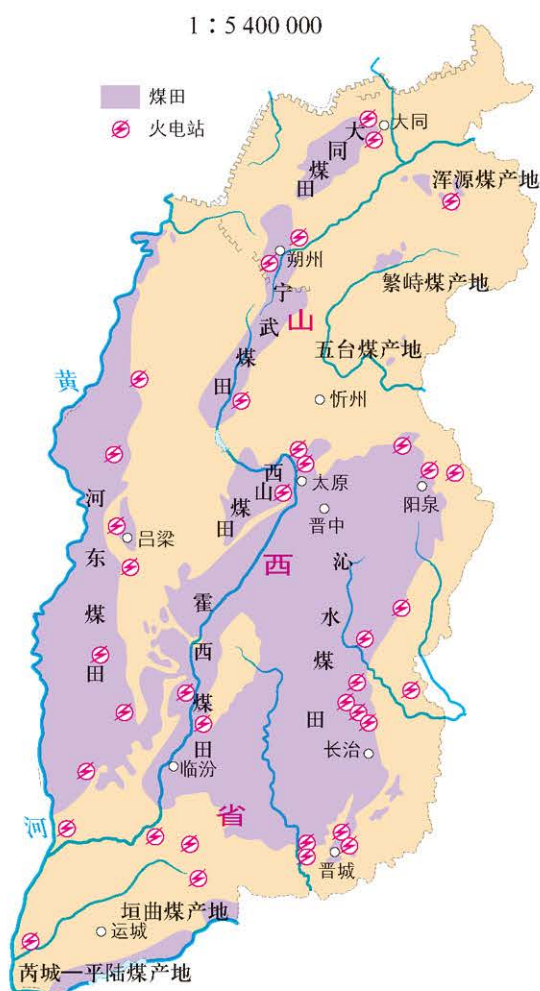 1∶5 400 000
煤田
火电站
大同
大同煤田
浑源煤产地
朔州
繁峙煤产地
宁武煤田
五台煤产地
忻州
黄河
西山煤田
太原
阳泉
晋中
河东煤田
吕梁
沁水煤田
霍西煤田
山西省
长治
临汾
晋城
垣曲煤产地
运城
芮城—平陆煤产地